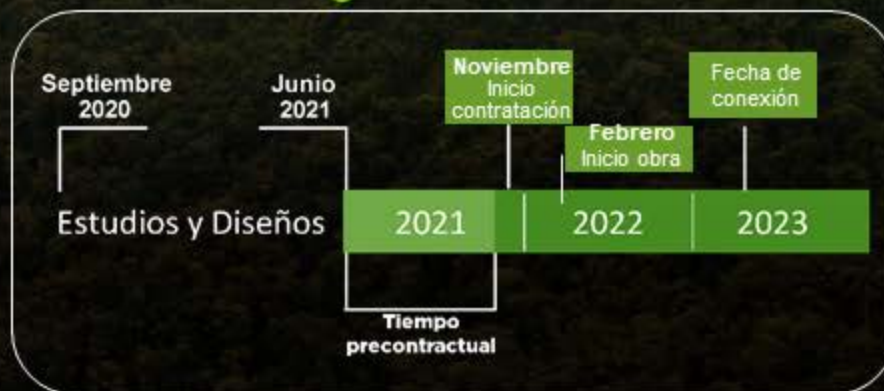 Septiembre
2020
Junio
2021
Noviembre
Inicio
contratación
Febrero
Inicio obra
Fecha de
conexión
Estudios y Diseños
2021
2022
2023
Tiempo
precontractual